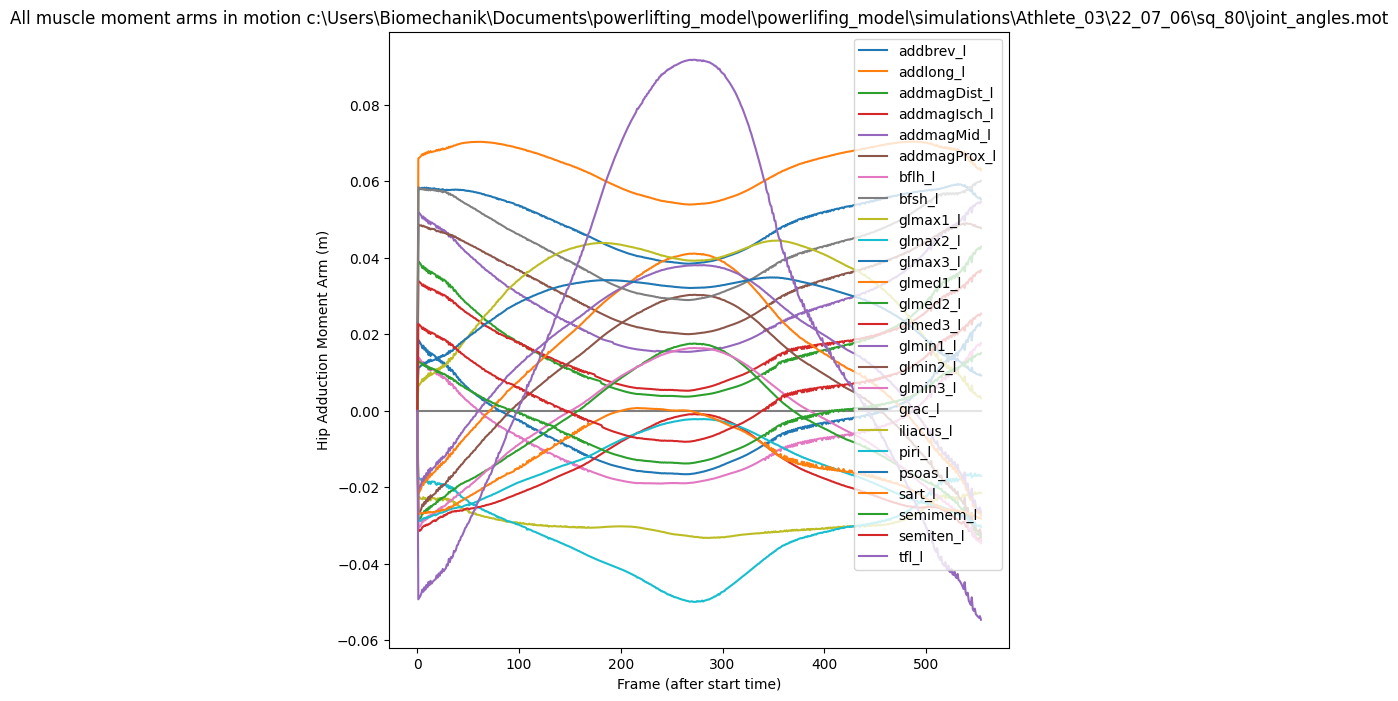 All muscle moment arms in motion c:\Users\Biomechanik\Documents\powerlifting_model\powerlifing_model\simulations\Athlete_03\22_07_06\sq_80\joint_angles.mot
addbrev_l
addlong_l
addmagDist_l
addmagIsch_l
addmagMid_l
addmagProx_l
bflh_l
bfsh_l
glmax1_l
glmax2_l
glmax3_l
glmed1_l
glmed2_l
glmed3_l
glmin1_l
glmin2_l
glmin3_l
grac_l
iliacus_l
piri_l
psoas_l
sart_l
semimem_l
semiten_l
tfl_l
Hip Adduction Moment Arm (m)
0.08
0.06
0.04
0.02
0.00
−0.02
−0.04
−0.06
0 100 200 300 400 500
Frame (after start time)